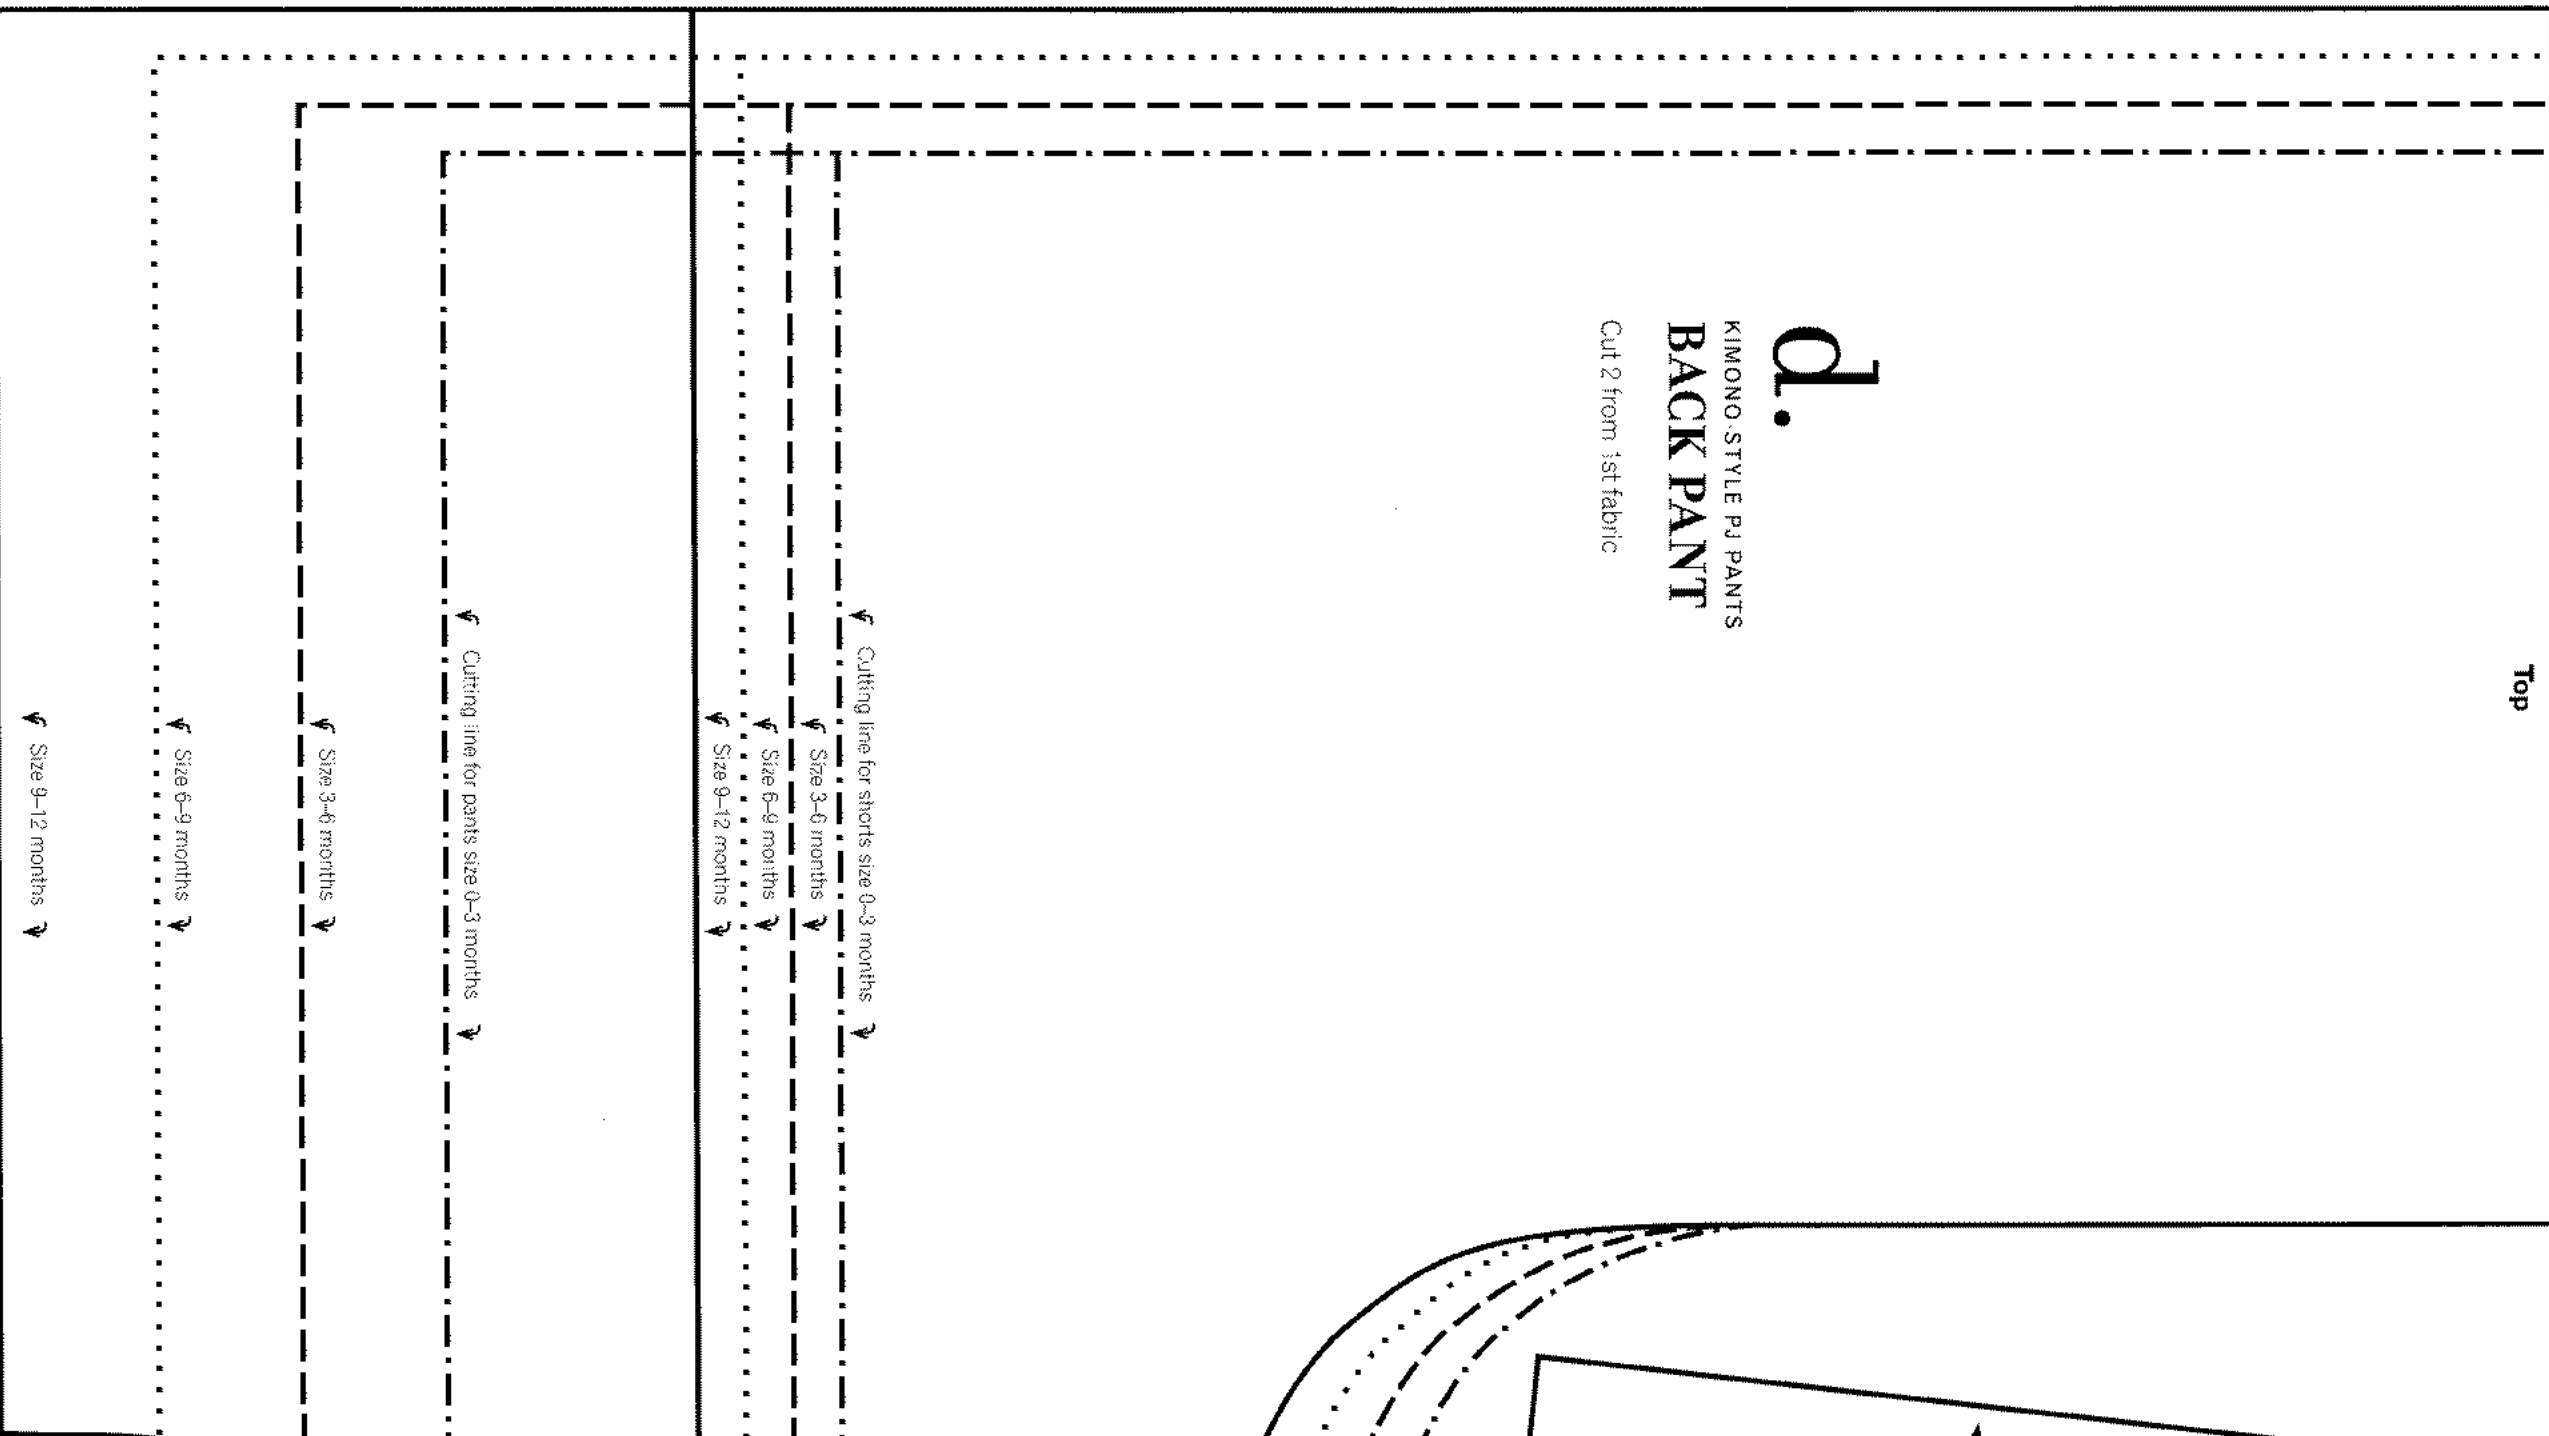 Top
d.
KIMONO-STYLE PJ PANTS
BACK PANT
Cut 2 from 1st fabric
Cutting line for shorts size 0–3 months
Size 3–6 months
Size 6–9 months
Size 9–12 months
Cutting line for pants size 0–3 months
Size 3–6 months
Size 6–9 months
Size 9–12 months